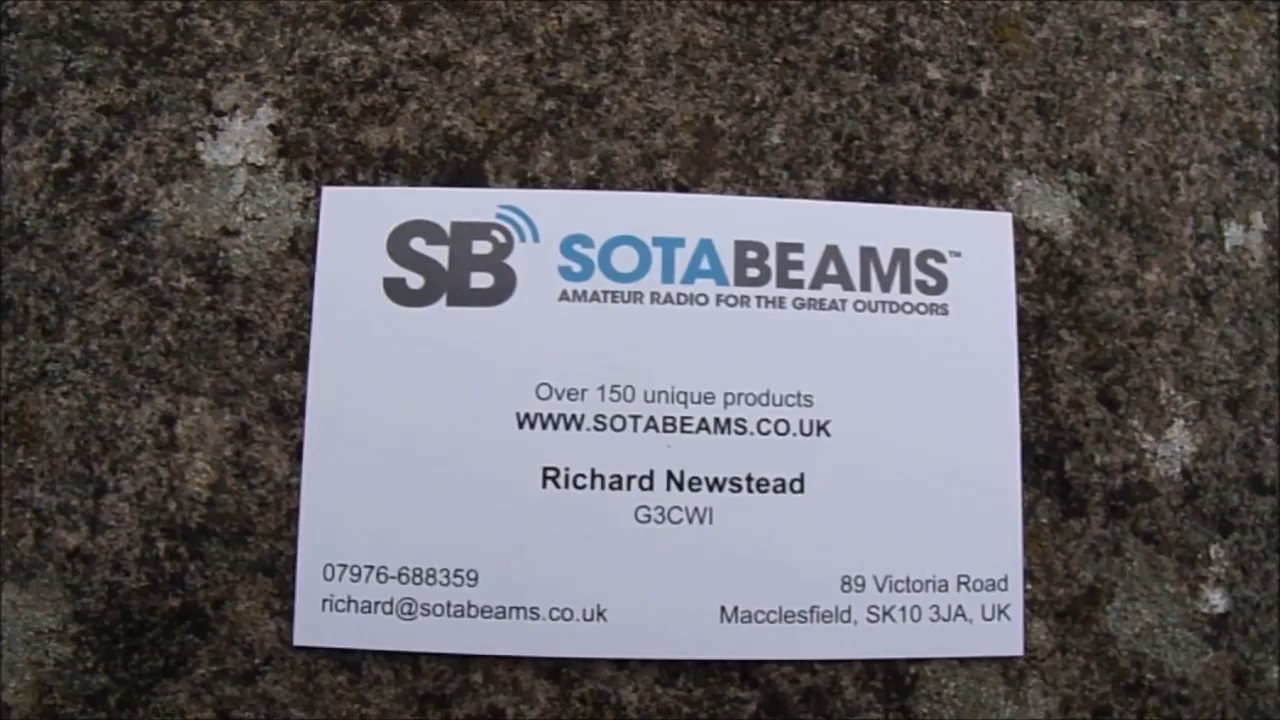 SB SOTABEAMS™
AMATEUR RADIO FOR THE GREAT OUTDOORS
Over 150 unique products
WWW.SOTABEAMS.CO.UK
Richard Newstead
G3CWI
07976-688359
richard@sotabeams.co.uk
89 Victoria Road
Macclesfield, SK10 3JA, UK